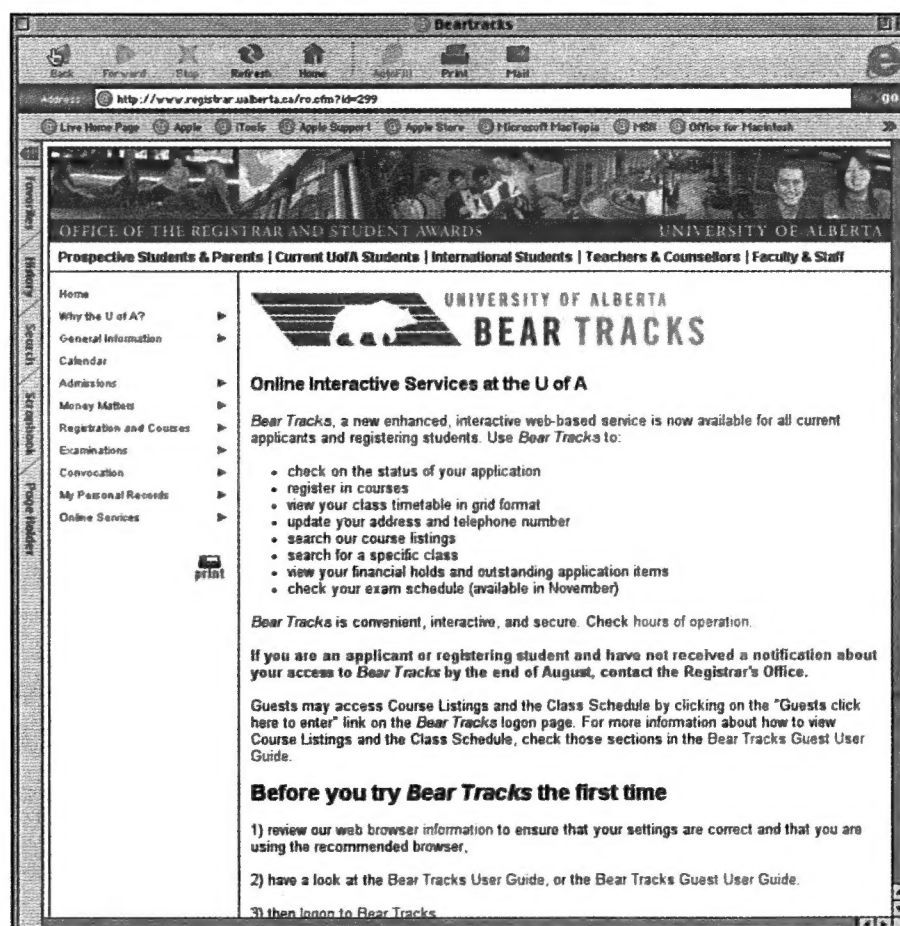 Beartracks
Back Forward Stop Refresh Home AutoFill Print Mail
Address: http://www.registrar.ualberta.ca/ro.cfm?id=299 go
Live Home Page Apple iTools Apple Support Apple Store Microsoft MacTopia MSN Office for Macintosh
Favorites
History
Search
Scrapbook
Page Holder
OFFICE OF THE REGISTRAR AND STUDENT AWARDS UNIVERSITY OF ALBERTA
Prospective Students & Parents | Current UofA Students | International Students | Teachers & Counsellors | Faculty & Staff
Home
Why the U of A?
General Information
Calendar
Admissions
Money Matters
Registration and Courses
Examinations
Convocation
My Personal Records
Online Services
print
UNIVERSITY OF ALBERTA
BEAR TRACKS
Online Interactive Services at the U of A
Bear Tracks, a new enhanced, interactive web-based service is now available for all current
applicants and registering students. Use Bear Tracks to:
• check on the status of your application
• register in courses
• view your class timetable in grid format
• update your address and telephone number
• search our course listings
• search for a specific class
• view your financial holds and outstanding application items
• check your exam schedule (available in November)
Bear Tracks is convenient, interactive, and secure. Check hours of operation.
If you are an applicant or registering student and have not received a notification about
your access to Bear Tracks by the end of August, contact the Registrar's Office.
Guests may access Course Listings and the Class Schedule by clicking on the "Guests click
here to enter" link on the Bear Tracks logon page. For more information about how to view
Course Listings and the Class Schedule, check those sections in the Bear Tracks Guest User
Guide.
Before you try Bear Tracks the first time
1) review our web browser information to ensure that your settings are correct and that you are
using the recommended browser,
2) have a look at the Bear Tracks User Guide, or the Bear Tracks Guest User Guide.
3) then logon to Bear Tracks